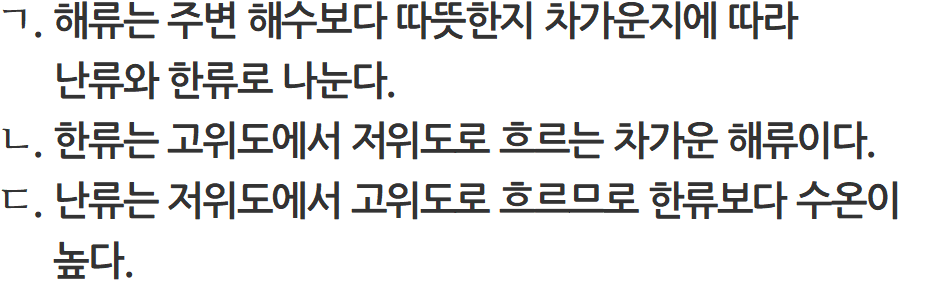 ㄱ. 해류는 주변 해수보다 따뜻한지 차가운지에 따라
난류와 한류로 나눈다.
ㄴ. 한류는 고위도에서 저위도로 흐르는 차가운 해류이다.
ㄷ. 난류는 저위도에서 고위도로 흐르므로 한류보다 수온이
높다.